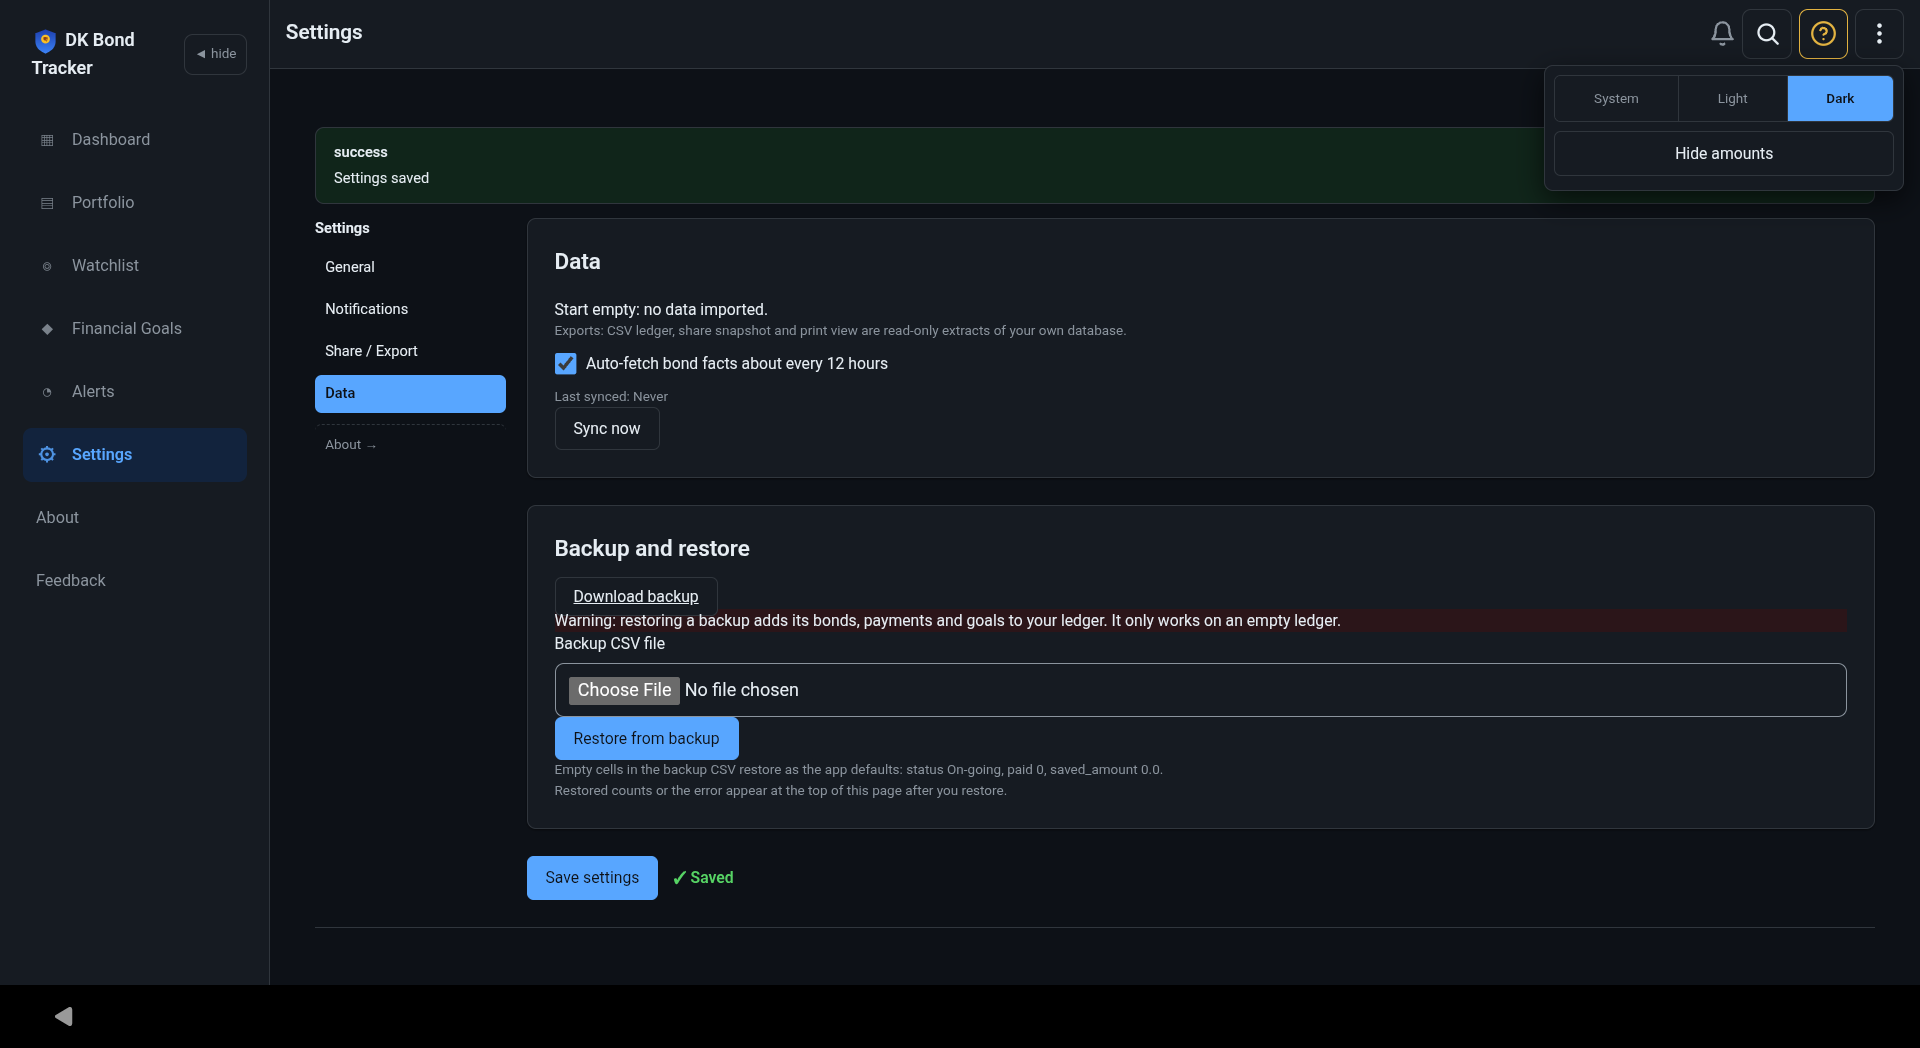 DK Bond
Tracker
◄ hide
Dashboard
Portfolio
Watchlist
Financial Goals
Alerts
Settings
About
Feedback
Settings
?
System
Light
Dark
Hide amounts
success
Settings saved
Settings
General
Notifications
Share / Export
Data
About →
Data
Start empty: no data imported.
Exports: CSV ledger, share snapshot and print view are read-only extracts of your own database.
Auto-fetch bond facts about every 12 hours
Last synced: Never
Sync now
Backup and restore
Download backup
Warning: restoring a backup adds its bonds, payments and goals to your ledger. It only works on an empty ledger.
Backup CSV file
Choose File No file chosen
Restore from backup
Empty cells in the backup CSV restore as the app defaults: status On-going, paid 0, saved_amount 0.0.
Restored counts or the error appear at the top of this page after you restore.
Save settings
✓ Saved